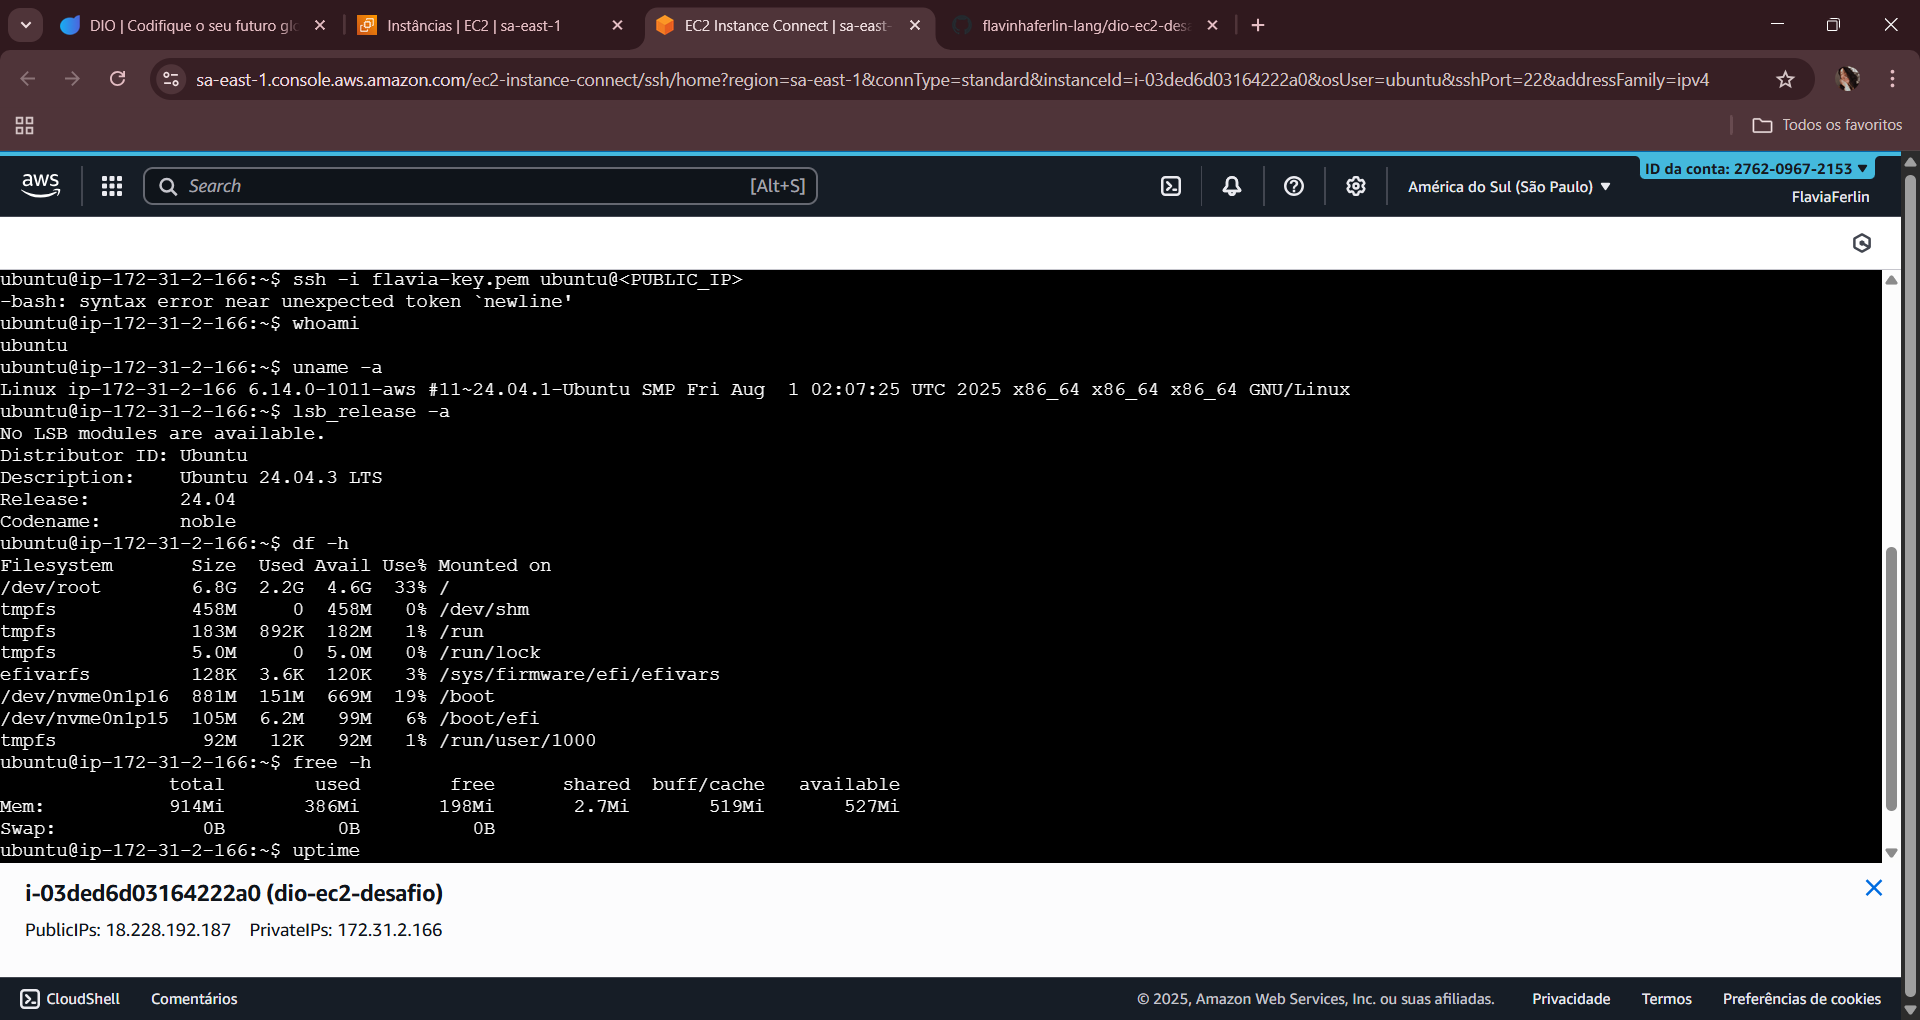 DIO | Codifique o seu futuro glo
Instâncias | EC2 | sa-east-1
EC2 Instance Connect | sa-east-
flavinhaferlin-lang/dio-ec2-desa
sa-east-1.console.aws.amazon.com/ec2-instance-connect/ssh/home?region=sa-east-1&connType=standard&instanceId=i-03ded6d03164222a0&osUser=ubuntu&sshPort=22&addressFamily=ipv4
Todos os favoritos
aws
Search
[Alt+S]
América do Sul (São Paulo)
ID da conta: 2762-0967-2153
FlaviaFerlin
ubuntu@ip-172-31-2-166:~$ ssh -i flavia-key.pem ubuntu@<PUBLIC_IP>
-bash: syntax error near unexpected token `newline'
ubuntu@ip-172-31-2-166:~$ whoami
ubuntu
ubuntu@ip-172-31-2-166:~$ uname -a
Linux ip-172-31-2-166 6.14.0-1011-aws #11~24.04.1-Ubuntu SMP Fri Aug  1 02:07:25 UTC 2025 x86_64 x86_64 x86_64 GNU/Linux
ubuntu@ip-172-31-2-166:~$ lsb_release -a
No LSB modules are available.
Distributor ID: Ubuntu
Description:    Ubuntu 24.04.3 LTS
Release:        24.04
Codename:       noble
ubuntu@ip-172-31-2-166:~$ df -h
Filesystem       Size  Used Avail Use% Mounted on
/dev/root        6.8G  2.2G  4.6G  33% /
tmpfs            458M     0  458M   0% /dev/shm
tmpfs            183M  892K  182M   1% /run
tmpfs            5.0M     0  5.0M   0% /run/lock
efivarfs         128K  3.6K  120K   3% /sys/firmware/efi/efivars
/dev/nvme0n1p16  881M  151M  669M  19% /boot
/dev/nvme0n1p15  105M  6.2M   99M   6% /boot/efi
tmpfs             92M   12K   92M   1% /run/user/1000
ubuntu@ip-172-31-2-166:~$ free -h
               total        used        free      shared  buff/cache   available
Mem:           914Mi       386Mi       198Mi       2.7Mi       519Mi       527Mi
Swap:             0B          0B          0B
ubuntu@ip-172-31-2-166:~$ uptime
i-03ded6d03164222a0 (dio-ec2-desafio)
PublicIPs: 18.228.192.187 PrivateIPs: 172.31.2.166
CloudShell
Comentários
© 2025, Amazon Web Services, Inc. ou suas afiliadas.
Privacidade
Termos
Preferências de cookies